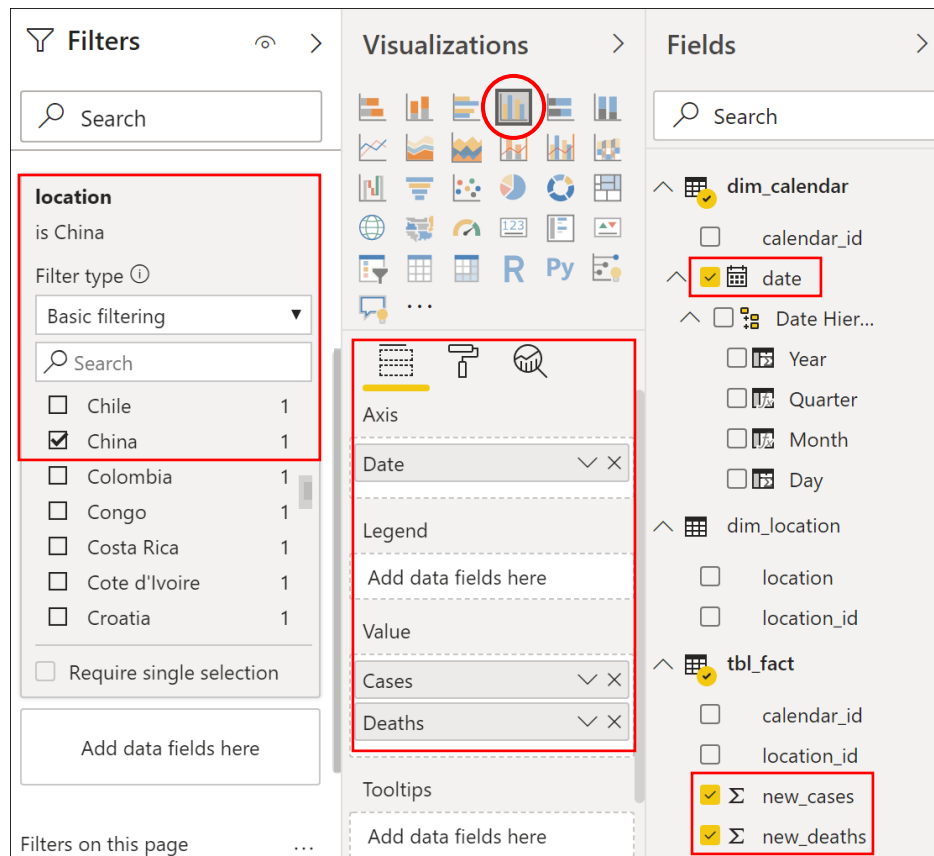 Filters
Search
location
is China
Filter type
Basic filtering
Search
Chile 1
China 1
Colombia 1
Congo 1
Costa Rica 1
Cote d'Ivoire 1
Croatia 1
Require single selection
Add data fields here
Filters on this page ...
Visualizations
123
R
Py
...
Axis
Date
Legend
Add data fields here
Value
Cases
Deaths
Tooltips
Add data fields here
Fields
Search
dim_calendar
calendar_id
date
Date Hier...
Year
Quarter
Month
Day
dim_location
location
location_id
tbl_fact
calendar_id
location_id
Σ new_cases
Σ new_deaths